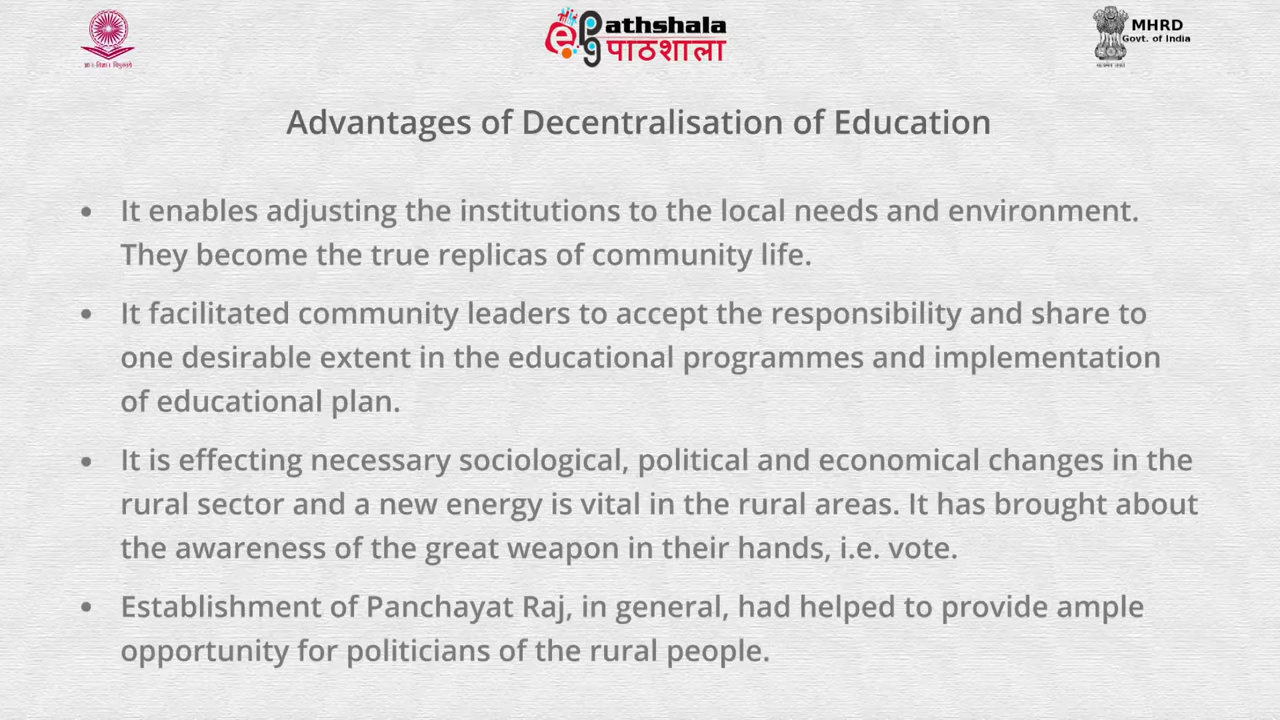 e pg Pathshala
पाठशाला
MHRD
Govt. of India
Advantages of Decentralisation of Education
• It enables adjusting the institutions to the local needs and environment.
They become the true replicas of community life.
• It facilitated community leaders to accept the responsibility and share to
one desirable extent in the educational programmes and implementation
of educational plan.
• It is effecting necessary sociological, political and economical changes in the
rural sector and a new energy is vital in the rural areas. It has brought about
the awareness of the great weapon in their hands, i.e. vote.
• Establishment of Panchayat Raj, in general, had helped to provide ample
opportunity for politicians of the rural people.